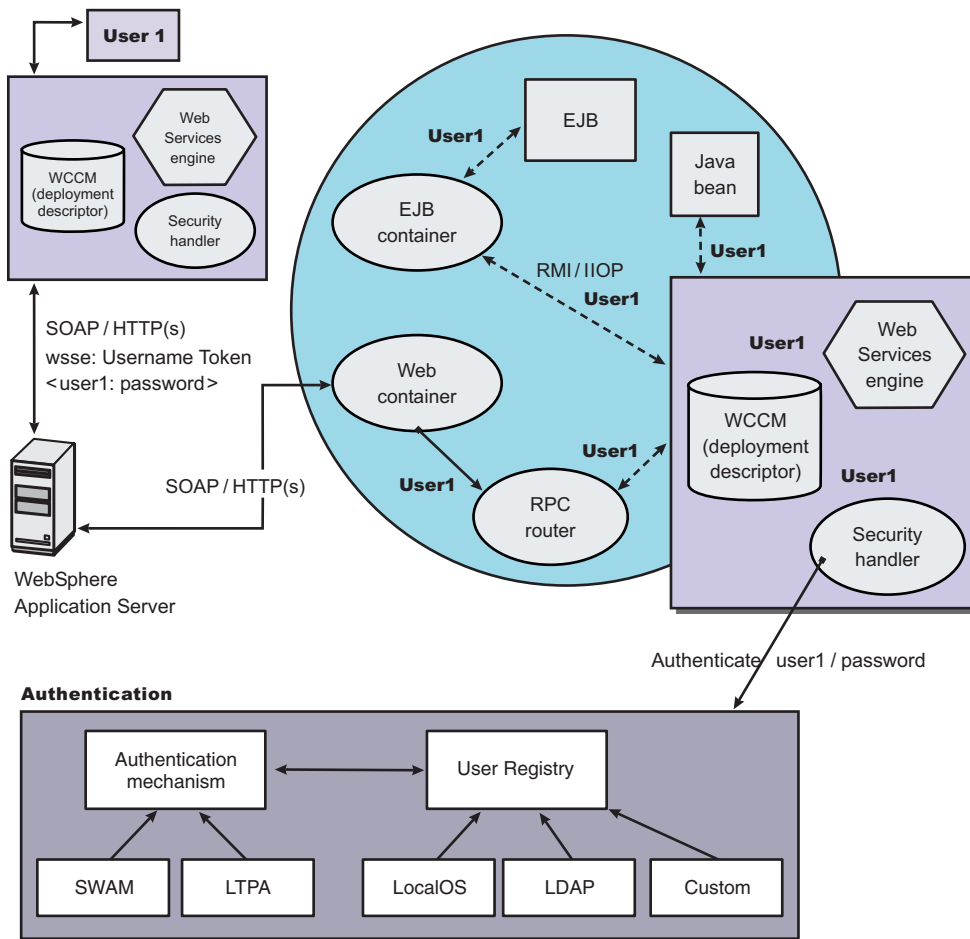 User 1
Web
Services
engine
WCCM
(deployment
descriptor)
Security
handler
SOAP / HTTP(s)
wsse: Username Token
<user1: password>
WebSphere
Application Server
SOAP / HTTP(s)
EJB
User1
EJB
container
Java
bean
User1
RMI / IIOP
User1
Web
container
User1
User1
RPC
router
User1
Web
Services
engine
WCCM
(deployment
descriptor)
User1
Security
handler
Authenticate user1 / password
Authentication
Authentication
mechanism
User Registry
SWAM
LTPA
LocalOS
LDAP
Custom